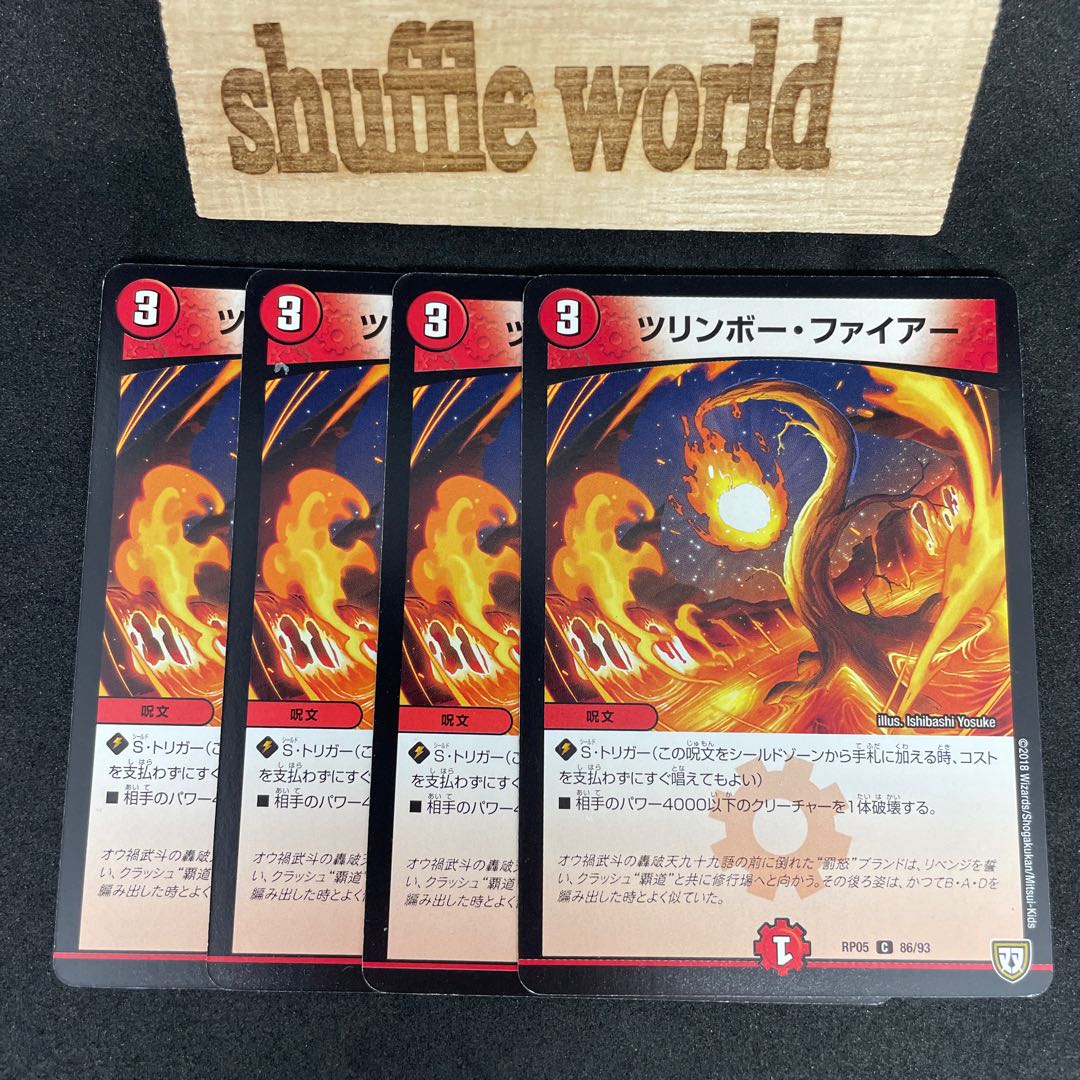 shuffle world
3
ツ
3
ツ
3
ツ
3
ツリンボー・ファイアー
呪文
呪文
呪文
呪文
illus. Ishibashi Yosuke
S・トリガー(こ
を支払わずにす
■ 相手のパワー4
オウ禍武斗の轟破天
い、クラッシュ“覇道
編み出した時とよく
S・トリガー(こ
を支払わずにすぐ
■ 相手のパワー4
オウ禍武斗の轟破天
い、クラッシュ“覇道”
編み出した時とよく
S・トリガー(こ
を支払わずにすぐ
■ 相手のパワー4
オウ禍武斗の轟破天
い、クラッシュ“覇道
編み出した時とよく
S・トリガー(この呪文をシールドゾーンから手札に加える時、コスト
を支払わずにすぐ唱えてもよい)
■ 相手のパワー4000以下のクリーチャーを1体破壊する。
オウ禍武斗の轟破天九十九語の前に倒れた“罰怒”ブランドは、リベンジを誓
い、クラッシュ“覇道”と共に修行場へと向かう。その後ろ姿は、かつてB・A・Dを
編み出した時とよく似ていた。
1
RP05 C 86/93
©2018 Wizards/Shogakukan/Mitsui-Kids